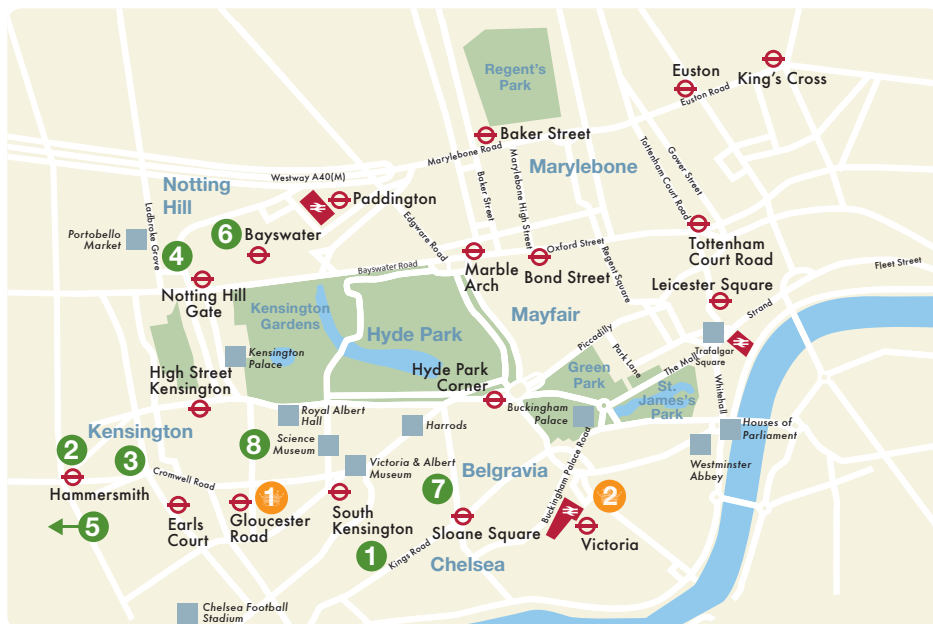 Regent's
Park
Euston
King's Cross
Euston Road
Baker Street
Marylebone Road
Marylebone
Tottenham Court Road
Gower Street
Westway A40(M)
Notting
Hill
Paddington
Baker Street
Marylebone High Street
Ladbrake Grove
Portobello
Market
6
Bayswater
Edgware Road
4
Oxford Street
Tottenham
Court Road
Marble
Arch
Bond Street
Regent Square
Fleet Street
Bayswater Road
Notting Hill
Gate
Leicester Square
Kensington
Gardens
Hyde Park
Mayfair
Strand
Piccadilly
Park Lane
Trafalgar
Square
The Mall
Kensington
Palace
High Street
Kensington
Hyde Park
Corner
Green
Park
St.
James's
Park
Whitehall
Buckingham
Palace
Royal Albert
Hall
Harrods
Houses of
Parliament
Kensington
8
Science
Museum
2
3
Victoria & Albert
Museum
Belgravia
Westminster
Abbey
Buckingham Palace Road
Hammersmith
Cromwell Road
7
1
2
Earls
Court
Gloucester
Road
South
Kensington
Sloane Square
Victoria
5
1
Kings Road
Chelsea
Chelsea Football
Stadium